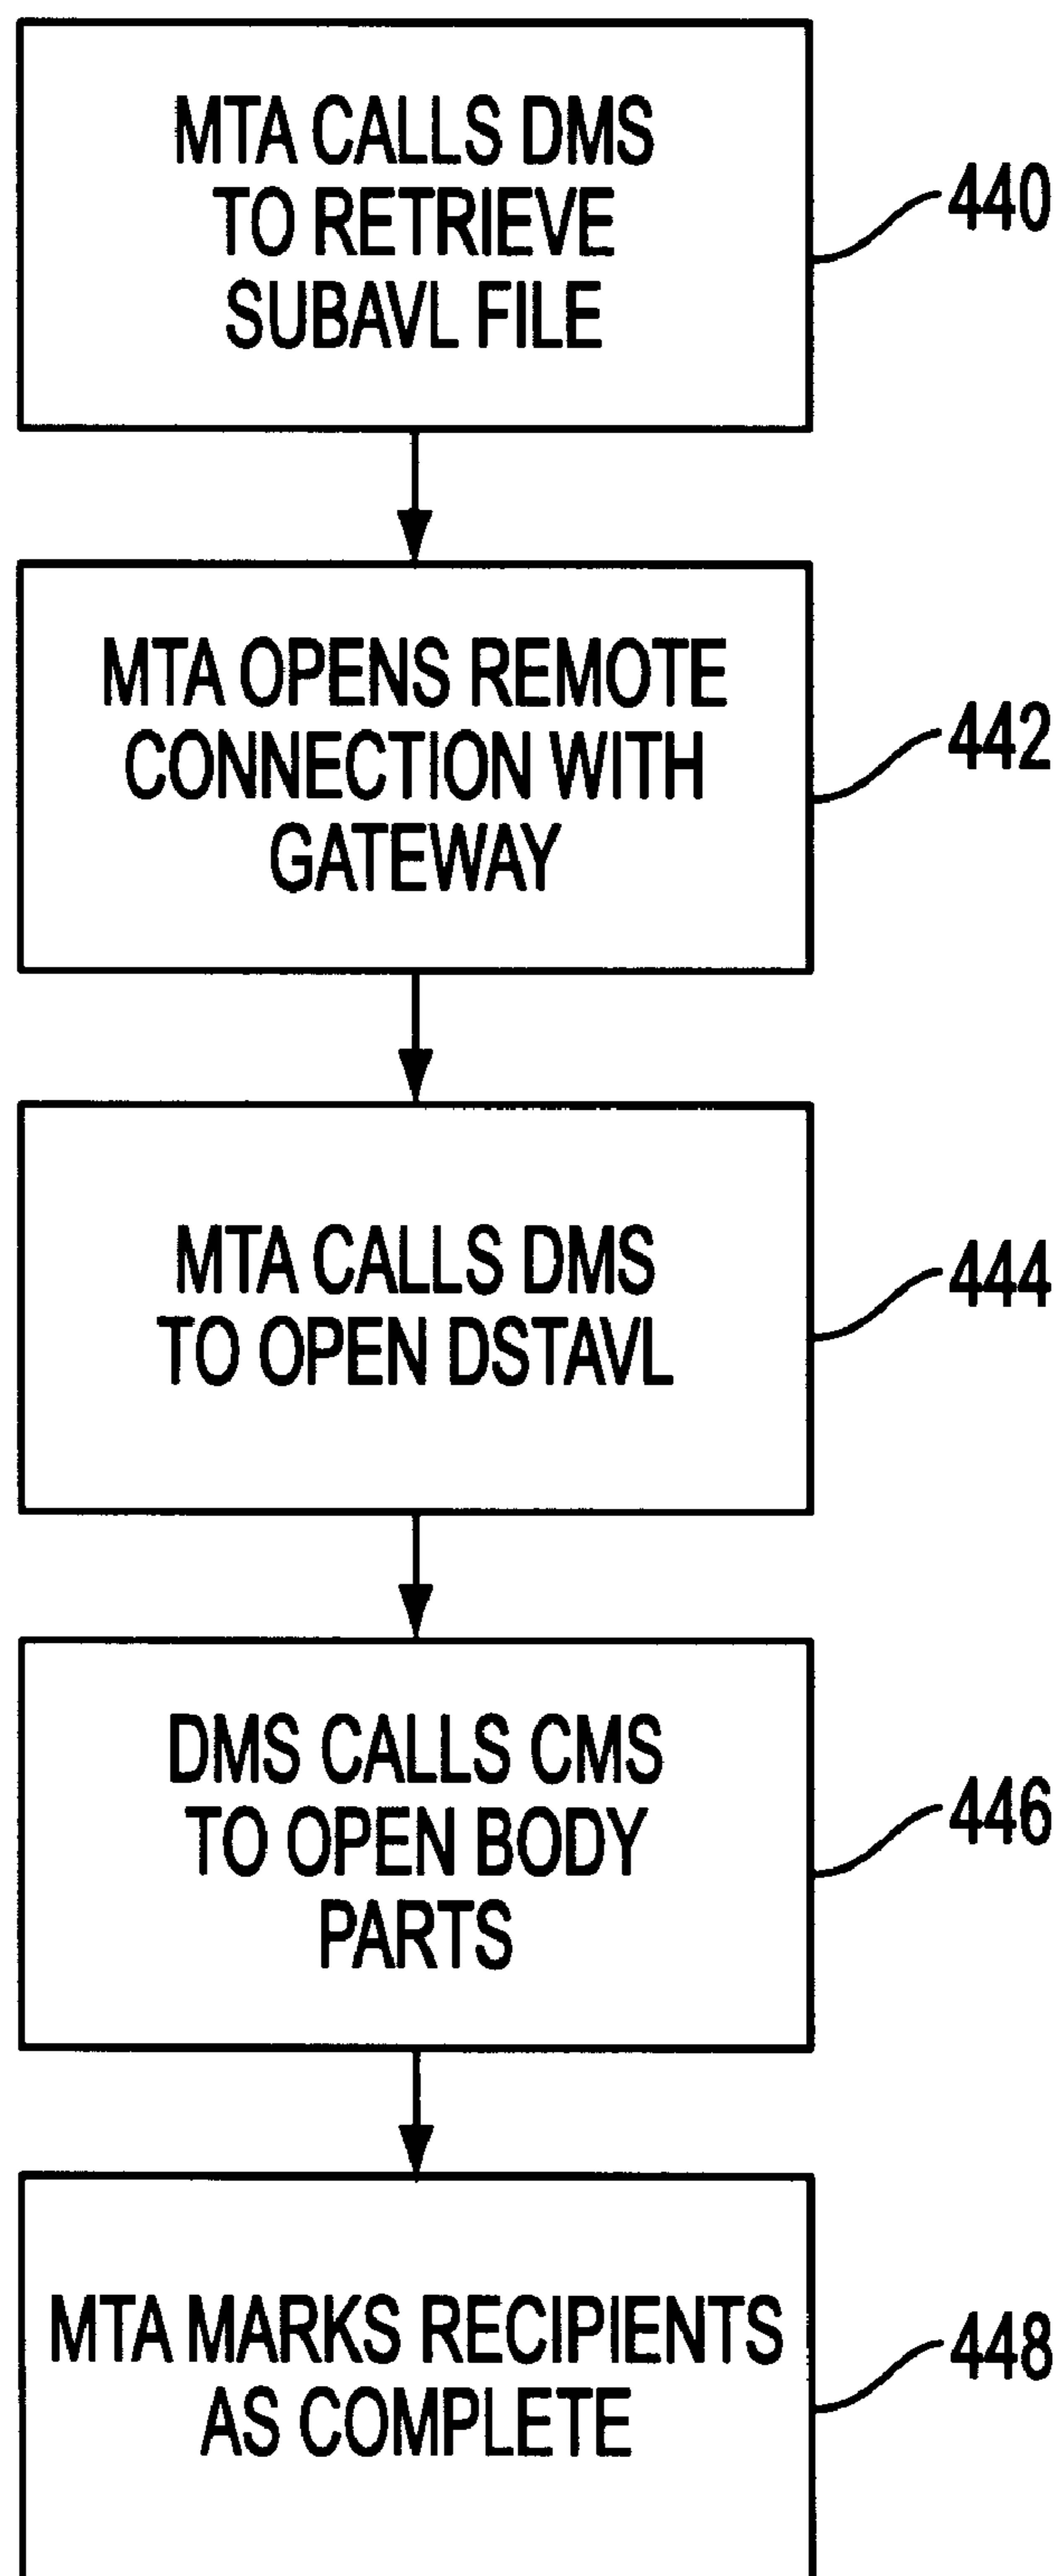 MTA CALLS DMS
TO RETRIEVE
SUBAVL FILE
440
MTA OPENS REMOTE
CONNECTION WITH
GATEWAY
442
MTA CALLS DMS
TO OPEN DSTAVL
444
DMS CALLS CMS
TO OPEN BODY
PARTS
446
MTA MARKS RECIPIENTS
AS COMPLETE
448